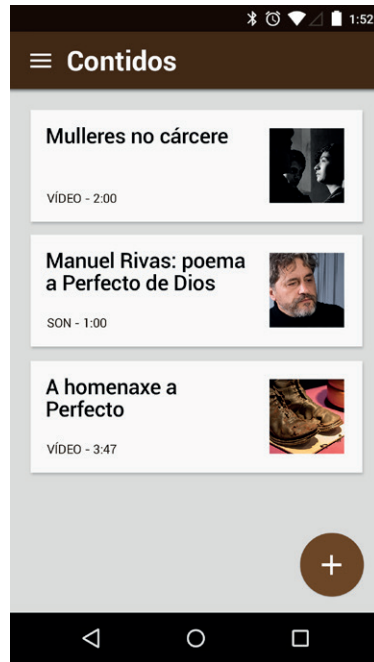 1:52
Contidos
Mulleres no cárcere
VÍDEO - 2:00
Manuel Rivas: poema
a Perfecto de Dios
SON - 1:00
A homenaxe a
Perfecto
VÍDEO - 3:47
+